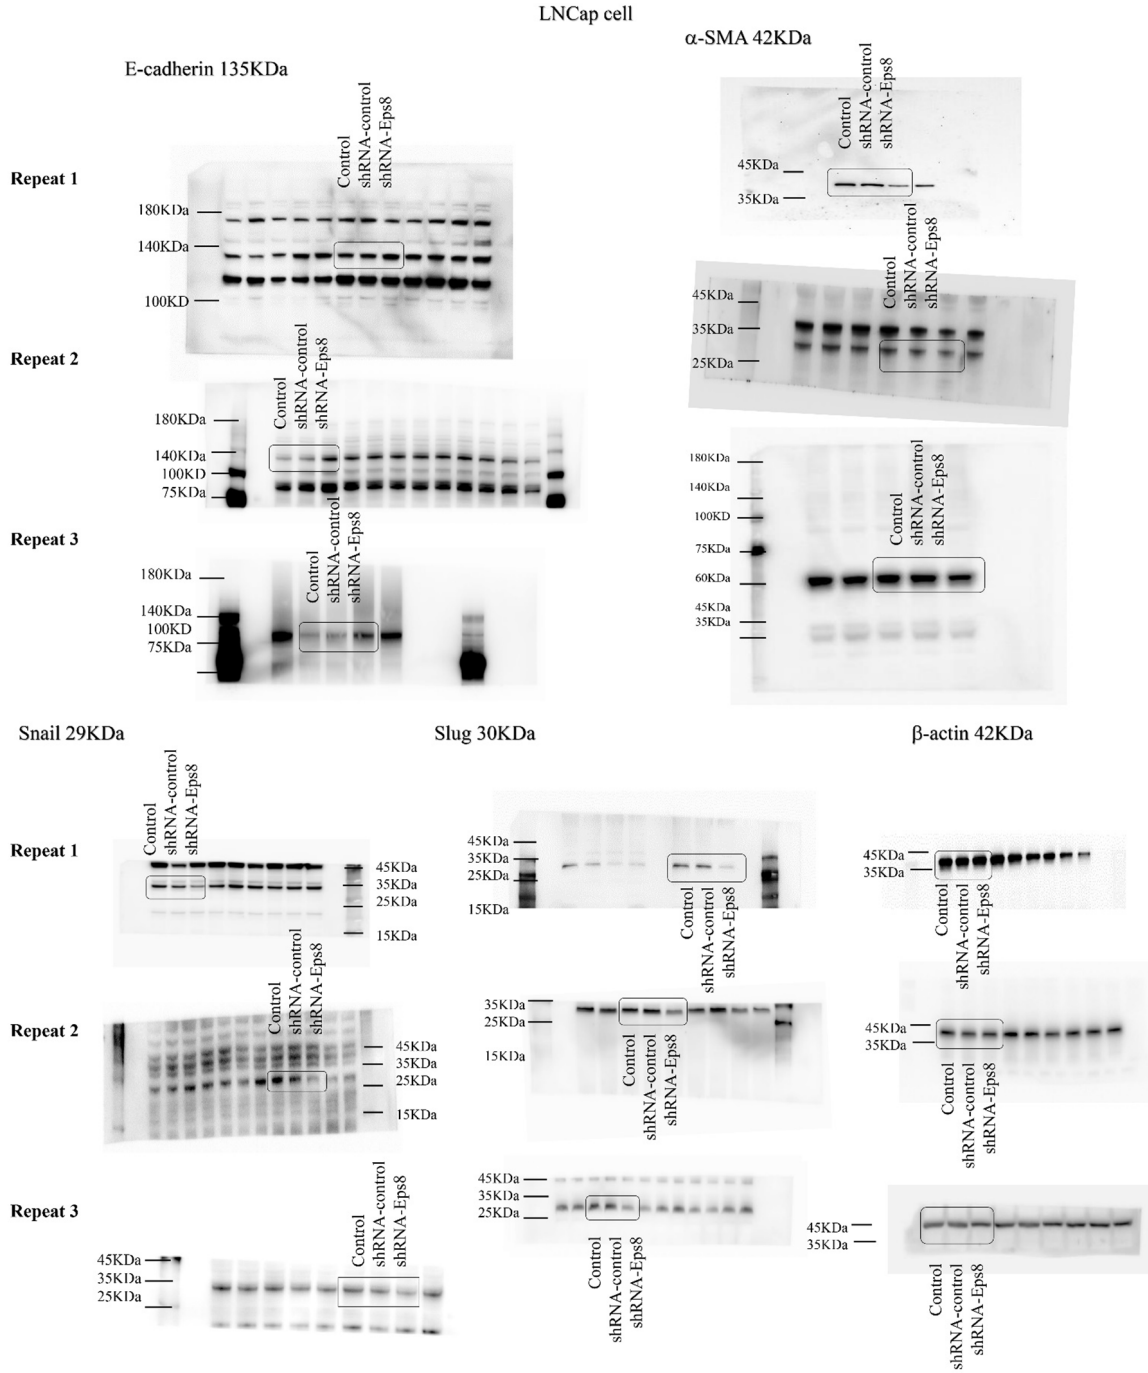 LNCap cell
E-cadherin 135KDa
α-SMA 42KDa
Repeat 1
Control
shRNA-control
shRNA-Eps8
180KDa
140KDa
100KD
Control
shRNA-control
shRNA-Eps8
45KDa
35KDa
Repeat 2
Control
shRNA-control
shRNA-Eps8
180KDa
140KDa
100KD
75KDa
Control
shRNA-control
shRNA-Eps8
45KDa
35KDa
25KDa
Repeat 3
Control
shRNA-control
shRNA-Eps8
180KDa
140KDa
100KD
75KDa
Control
shRNA-control
shRNA-Eps8
180KDa
140KDa
100KD
75KDa
60KDa
45KDa
35KDa
Snail 29KDa
Slug 30KDa
β-actin 42KDa
Repeat 1
Control
shRNA-control
shRNA-Eps8
45KDa
35KDa
25KDa
15KDa
45KDa
35KDa
25KDa
15KDa
Control
shRNA-control
shRNA-Eps8
45KDa
35KDa
Control
shRNA-control
shRNA-Eps8
Repeat 2
Control
shRNA-control
shRNA-Eps8
45KDa
35KDa
25KDa
15KDa
35KDa
25KDa
15KDa
Control
shRNA-control
shRNA-Eps8
45KDa
35KDa
Control
shRNA-control
shRNA-Eps8
Repeat 3
Control
shRNA-control
shRNA-Eps8
45KDa
35KDa
25KDa
45KDa
35KDa
25KDa
Control
shRNA-control
shRNA-Eps8
45KDa
35KDa
Control
shRNA-control
shRNA-Eps8